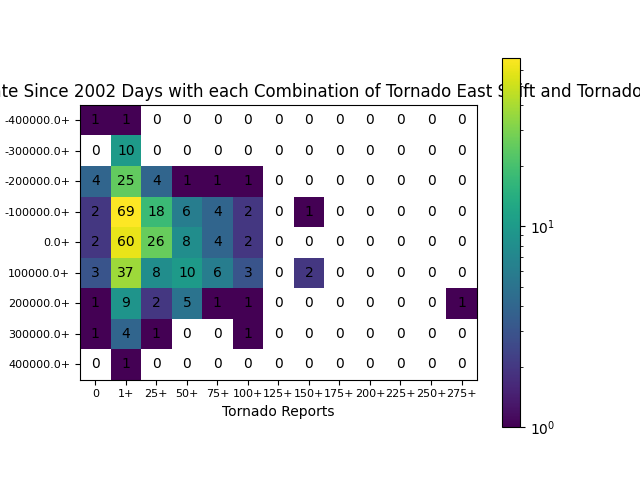 te Since 2002 Days with each Combination of Tornado East Shift and Tornado
-400000.0+ 1 1 0 0 0 0 0 0 0 0 0 0 0
-300000.0+ 0 10 0 0 0 0 0 0 0 0 0 0 0
-200000.0+ 4 25 4 1 1 1 0 0 0 0 0 0 0
-100000.0+ 2 69 18 6 4 2 0 1 0 0 0 0 0
0.0+ 2 60 26 8 4 2 0 0 0 0 0 0 0
100000.0+ 3 37 8 10 6 3 0 2 0 0 0 0 0
200000.0+ 1 9 2 5 1 1 0 0 0 0 0 0 1
300000.0+ 1 4 1 0 0 1 0 0 0 0 0 0 0
400000.0+ 0 1 0 0 0 0 0 0 0 0 0 0 0
0 1+ 25+ 50+ 75+ 100+ 125+ 150+ 175+ 200+ 225+ 250+ 275+
Tornado Reports
10¹
10⁰